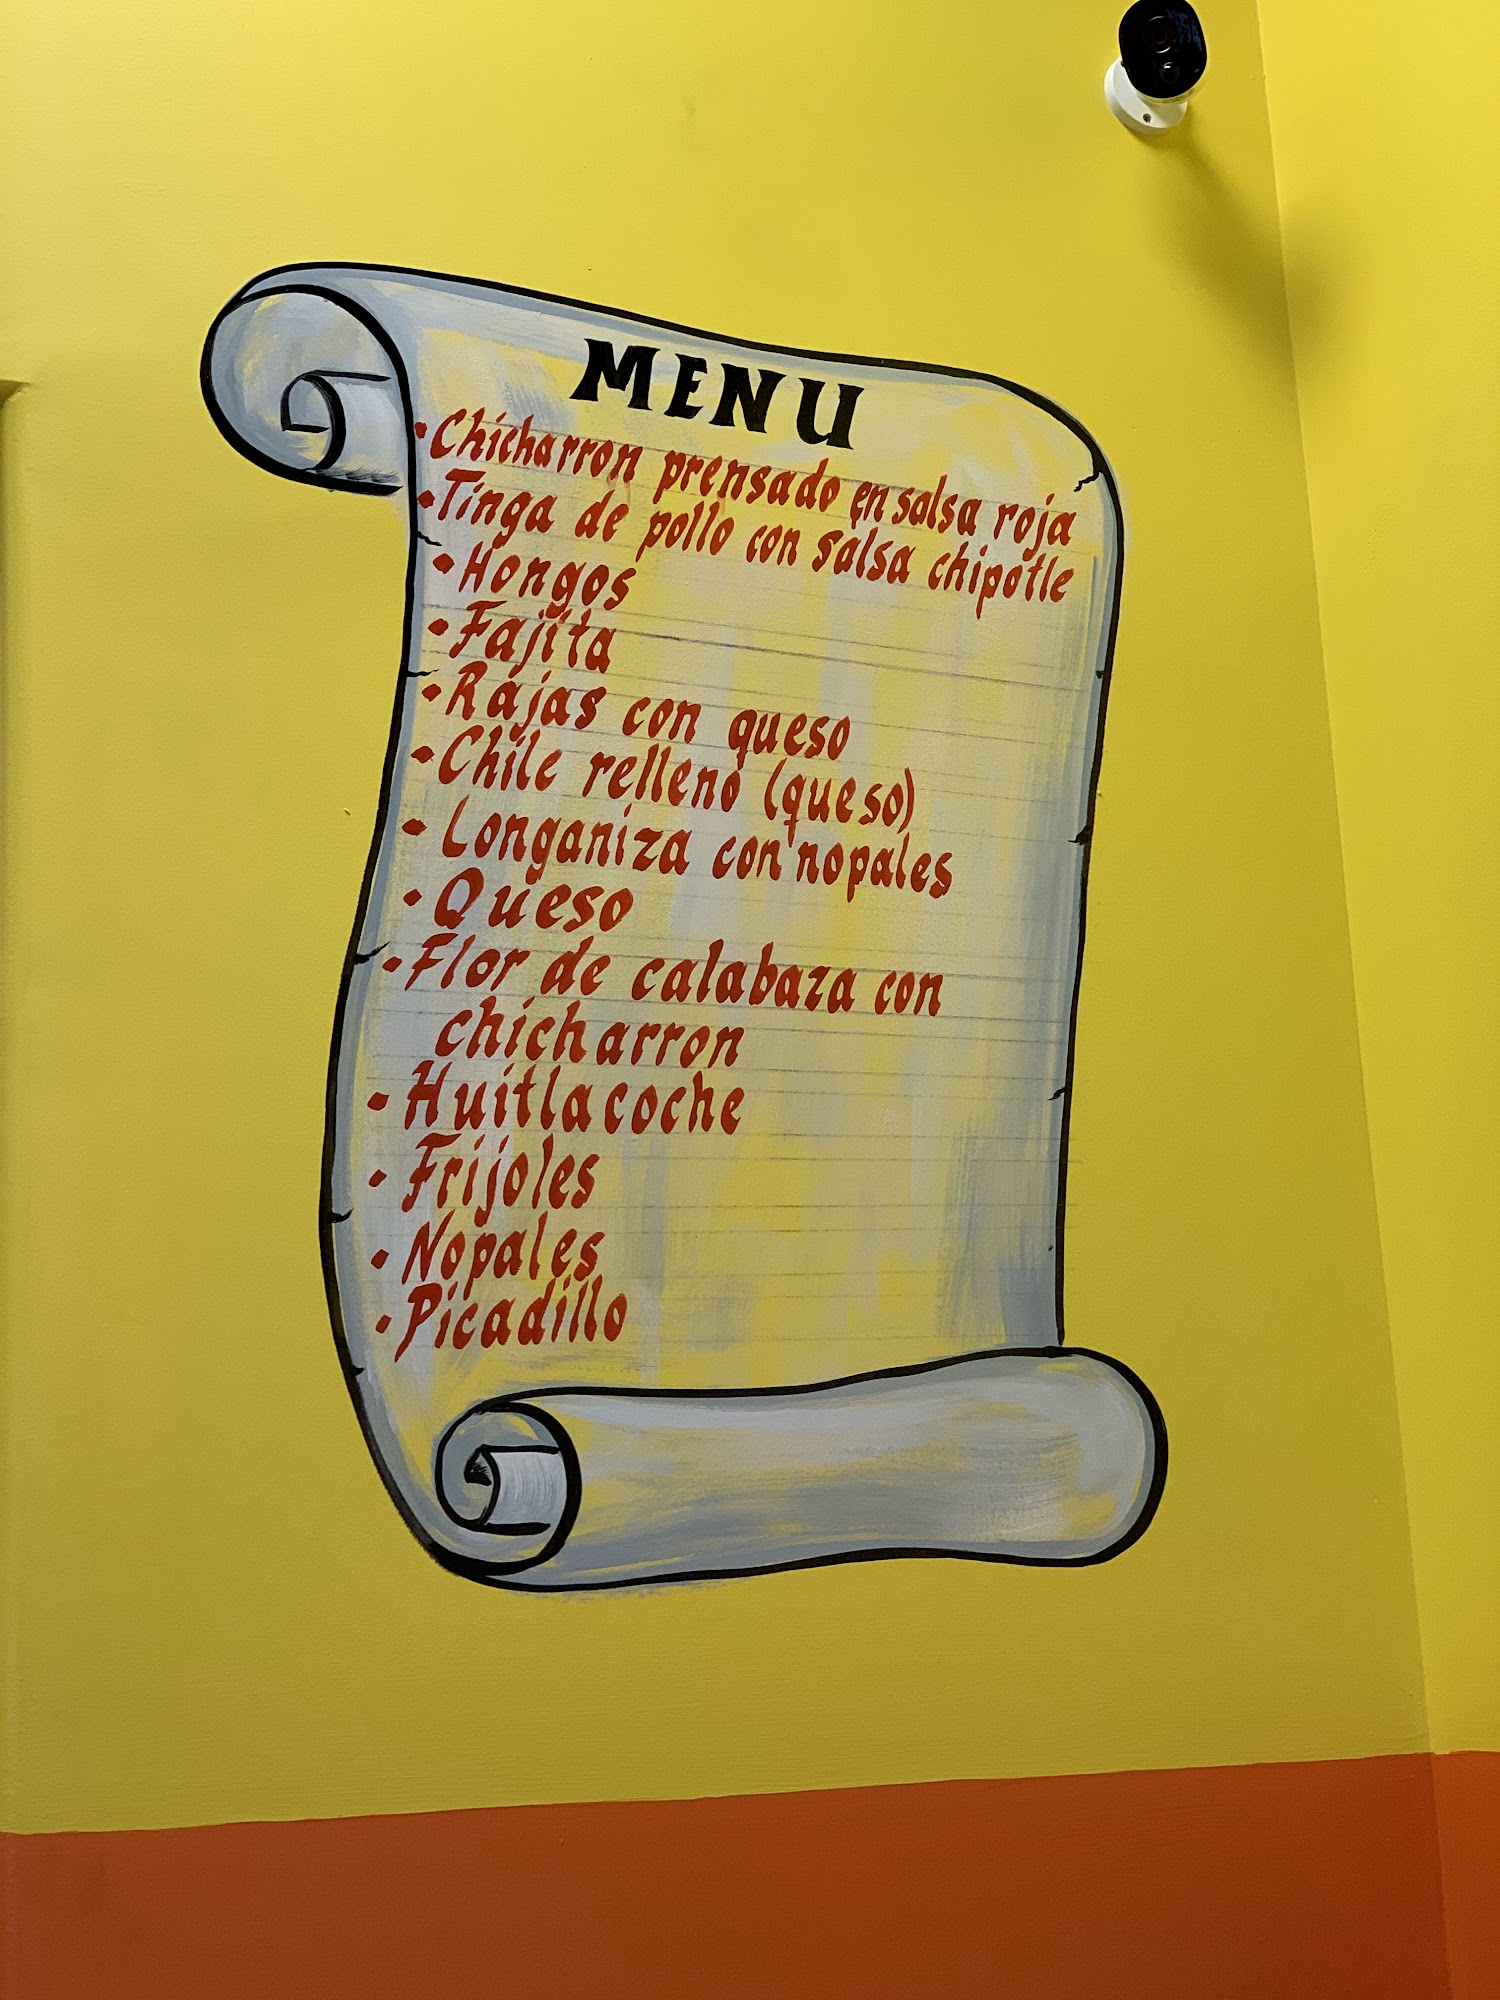 MENU
• Chicharron prensado en salsa roja
• Tinga de pollo con salsa chipotle
• Hongos
• Fajita
• Rajas con queso
• Chile relleno (queso)
• Longaniza con nopales
• Queso
• Flor de calabaza con
chicharron
• Huitlacoche
• Frijoles
• Nopales
• Picadillo